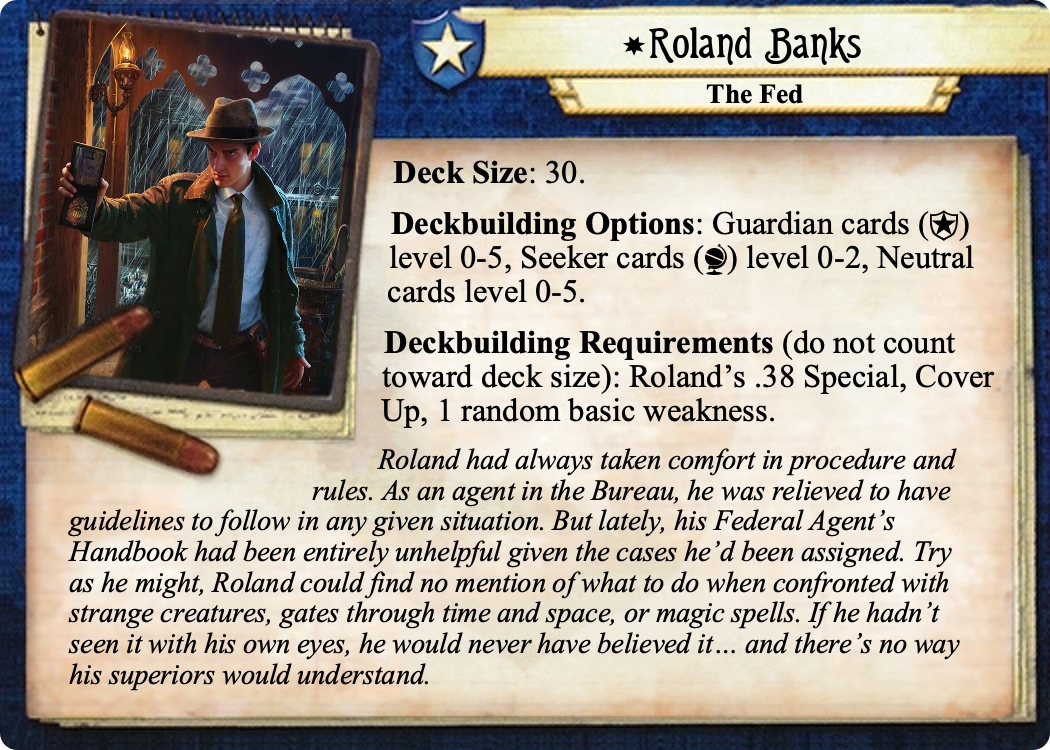 Roland Banks
The Fed
Deck Size: 30.
Deckbuilding Options: Guardian cards ( )
level 0-5, Seeker cards ( ) level 0-2, Neutral
cards level 0-5.
Deckbuilding Requirements (do not count
toward deck size): Roland’s .38 Special, Cover
Up, 1 random basic weakness.
Roland had always taken comfort in procedure and
rules. As an agent in the Bureau, he was relieved to have
guidelines to follow in any given situation. But lately, his Federal Agent’s
Handbook had been entirely unhelpful given the cases he’d been assigned. Try
as he might, Roland could find no mention of what to do when confronted with
strange creatures, gates through time and space, or magic spells. If he hadn’t
seen it with his own eyes, he would never have believed it… and there’s no way
his superiors would understand.